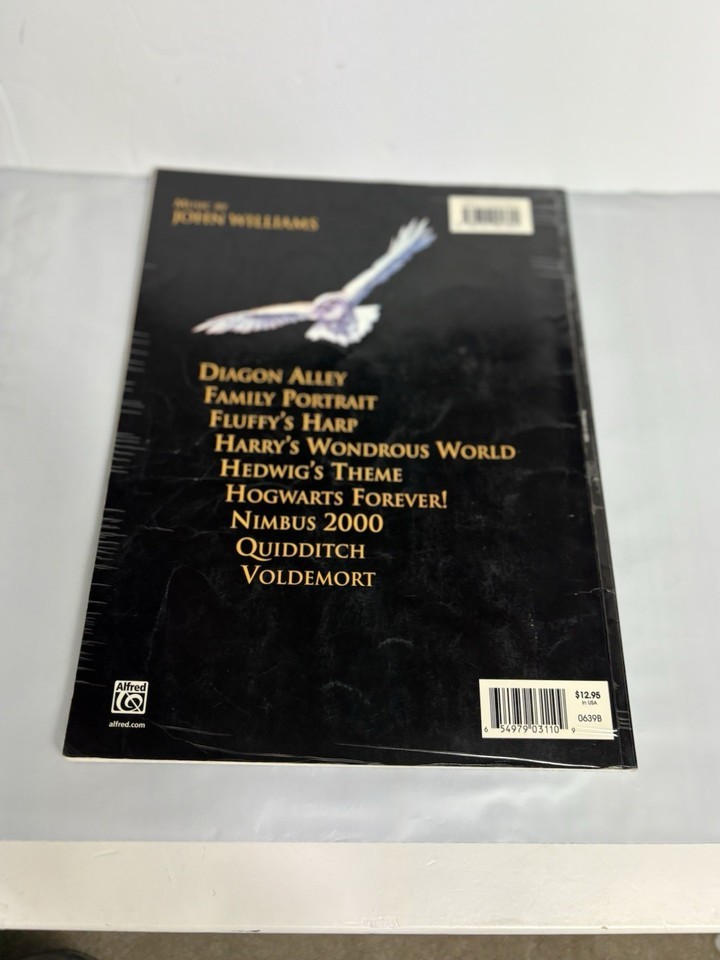 MUSIC BY
JOHN WILLIAMS
DIAGON ALLEY
FAMILY PORTRAIT
FLUFFY'S HARP
HARRY'S WONDROUS WORLD
HEDWIG'S THEME
HOGWARTS FOREVER!
NIMBUS 2000
QUIDDITCH
VOLDEMORT
Alfred
alfred.com
$12.95
in USA
0639B
6 54979 03110 9